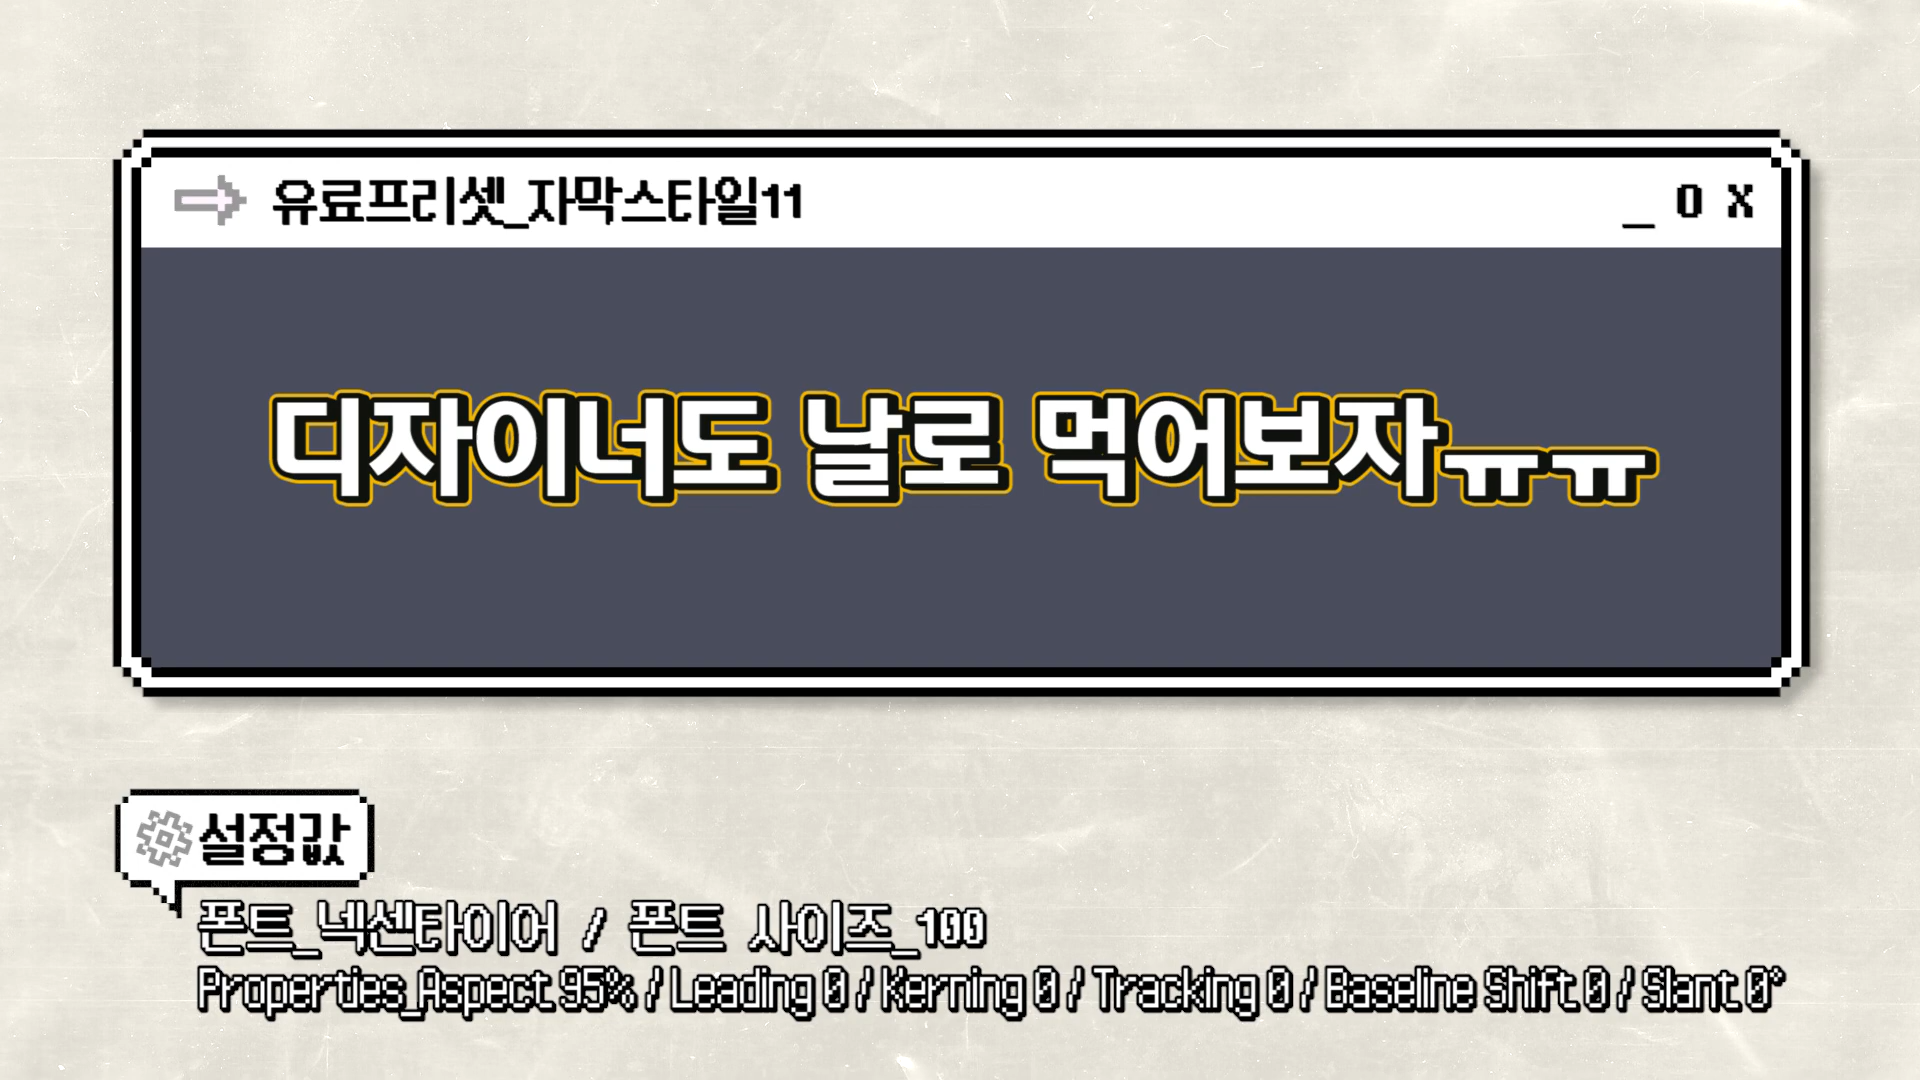 유료프리셋_자막스타일11
_ O X
디자이너도 날로 먹어보자ㅠㅠ
설정값
폰트_넥센타이어 / 폰트 사이즈_100
Properties_Aspect 95% / Leading 0 / Kerning 0 / Tracking 0 / Baseline Shift 0 / Slant 0°